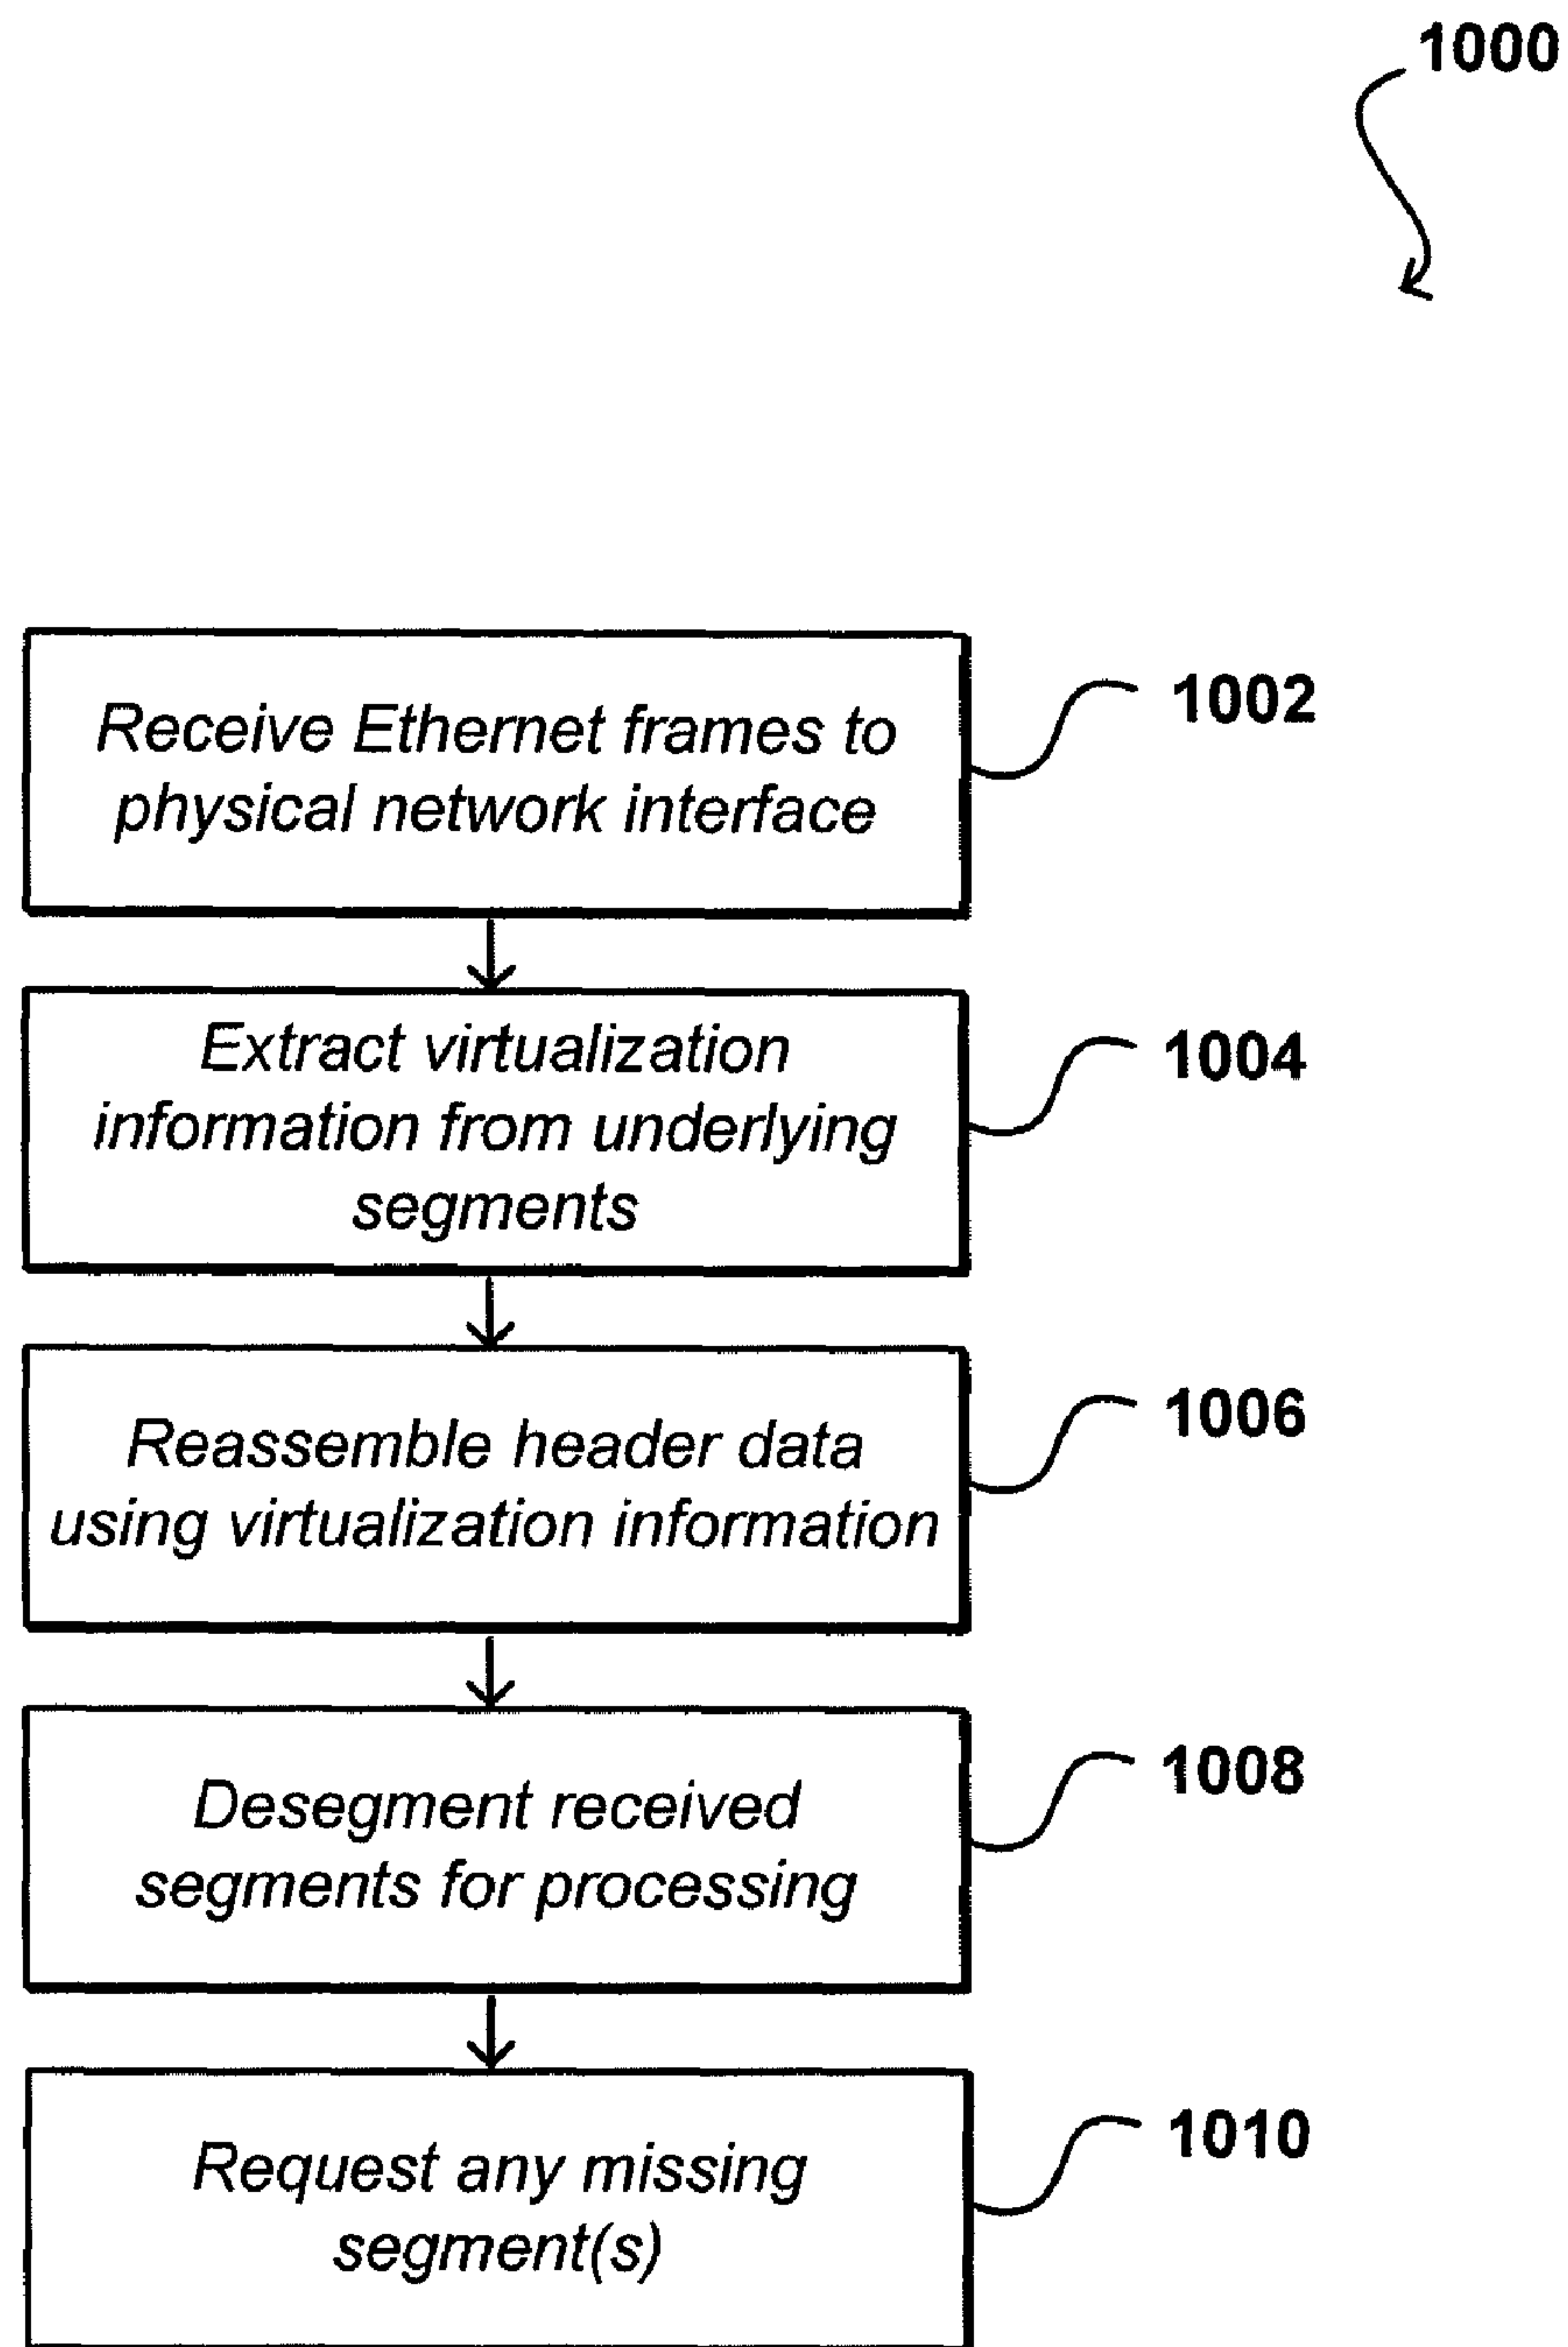 1000
Receive Ethernet frames to
physical network interface
1002
Extract virtualization
information from underlying
segments
1004
Reassemble header data
using virtualization information
1006
Desegment received
segments for processing
1008
Request any missing
segment(s)
1010